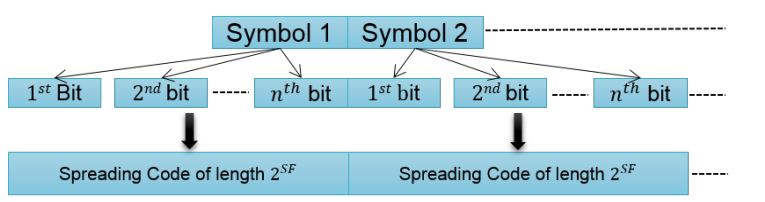 Symbol 1 Symbol 2
1ˢᵗ Bit 2ⁿᵈ bit nᵗʰ bit 1ˢᵗ bit 2ⁿᵈ bit nᵗʰ bit
Spreading Code of length 2ˢᶠ Spreading Code of length 2ˢᶠ